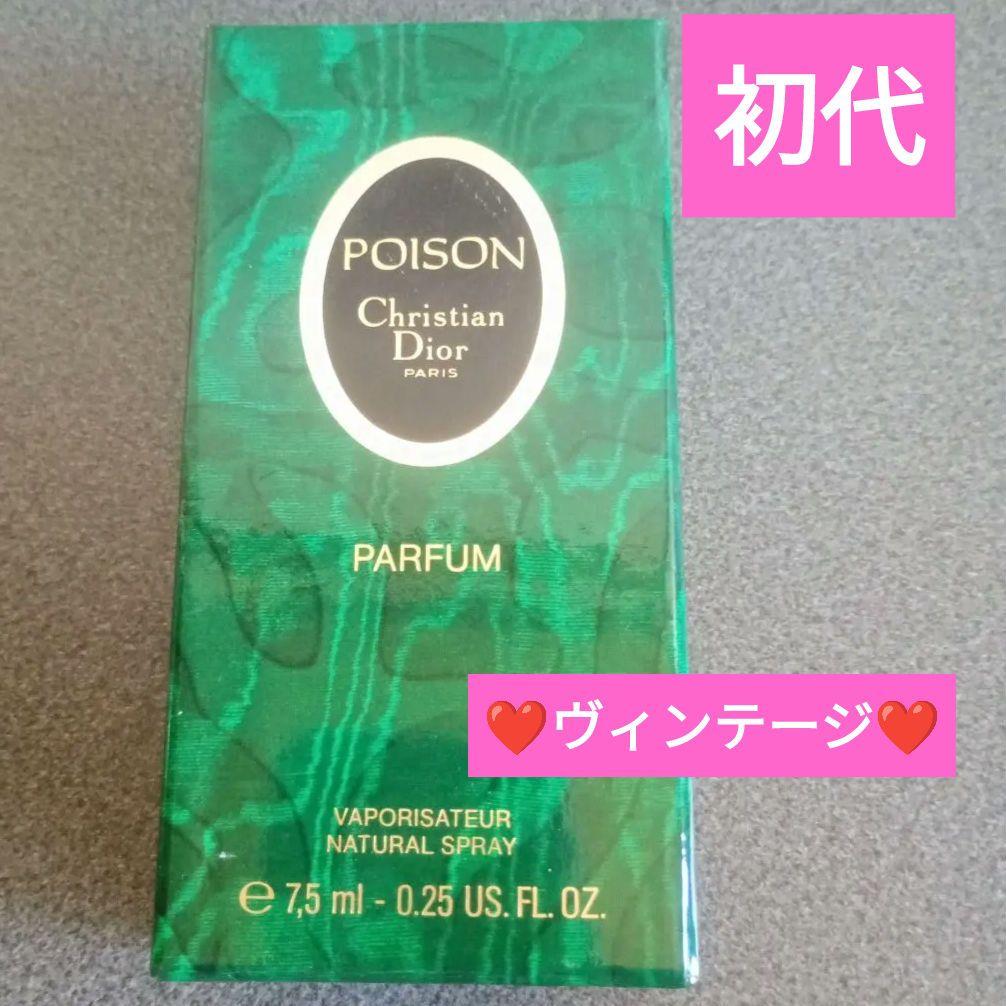 初代
POISON
Christian
Dior
PARIS
PARFUM
❤️ヴィンテージ❤️
VAPORISATEUR
NATURAL SPRAY
℮ 7,5 ml - 0.25 US. FL. OZ.